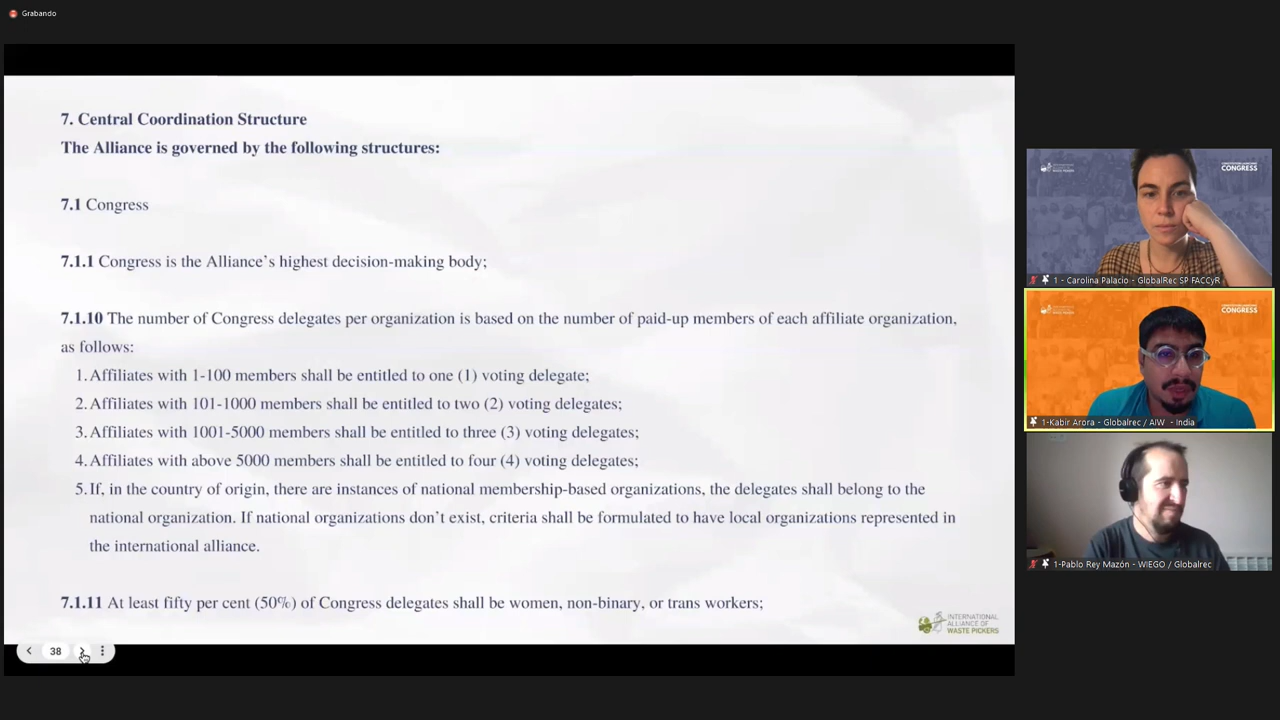 Grabando
7. Central Coordination Structure
The Alliance is governed by the following structures:
7.1 Congress
7.1.1 Congress is the Alliance’s highest decision-making body;
7.1.10 The number of Congress delegates per organization is based on the number of paid-up members of each affiliate organization,
as follows:
1. Affiliates with 1-100 members shall be entitled to one (1) voting delegate;
2. Affiliates with 101-1000 members shall be entitled to two (2) voting delegates;
3. Affiliates with 1001-5000 members shall be entitled to three (3) voting delegates;
4. Affiliates with above 5000 members shall be entitled to four (4) voting delegates;
5. If, in the country of origin, there are instances of national membership-based organizations, the delegates shall belong to the
national organization. If national organizations don’t exist, criteria shall be formulated to have local organizations represented in
the international alliance.
7.1.11 At least fifty per cent (50%) of Congress delegates shall be women, non-binary, or trans workers;
INTERNATIONAL
ALLIANCE OF
WASTE PICKERS
38
CONGRESS
1 - Carolina Palacio - GlobalRec SP FACCyR
CONGRESS
1-Kabir Arora - Globalrec / AIW - India
1-Pablo Rey Mazón - WIEGO / Globalrec